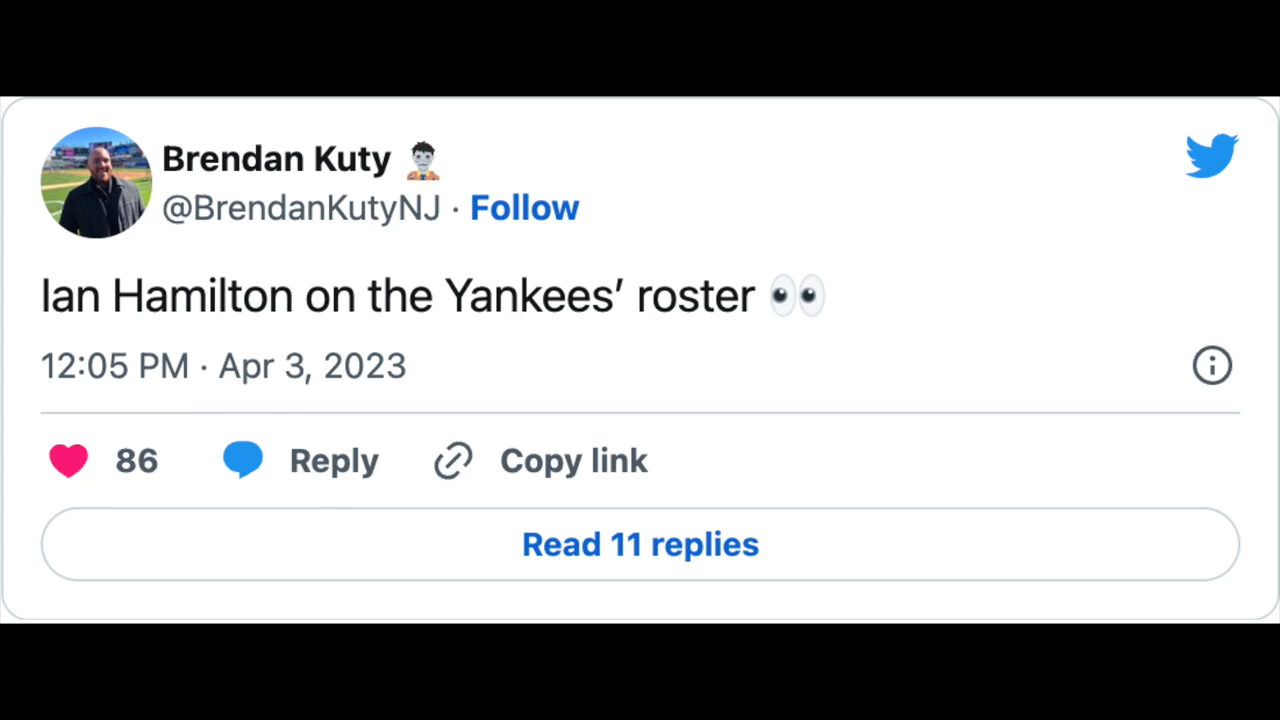 Brendan Kuty 🧟‍♂️
@BrendanKutyNJ · Follow
Ian Hamilton on the Yankees’ roster 👀
12:05 PM · Apr 3, 2023
86 Reply Copy link
Read 11 replies